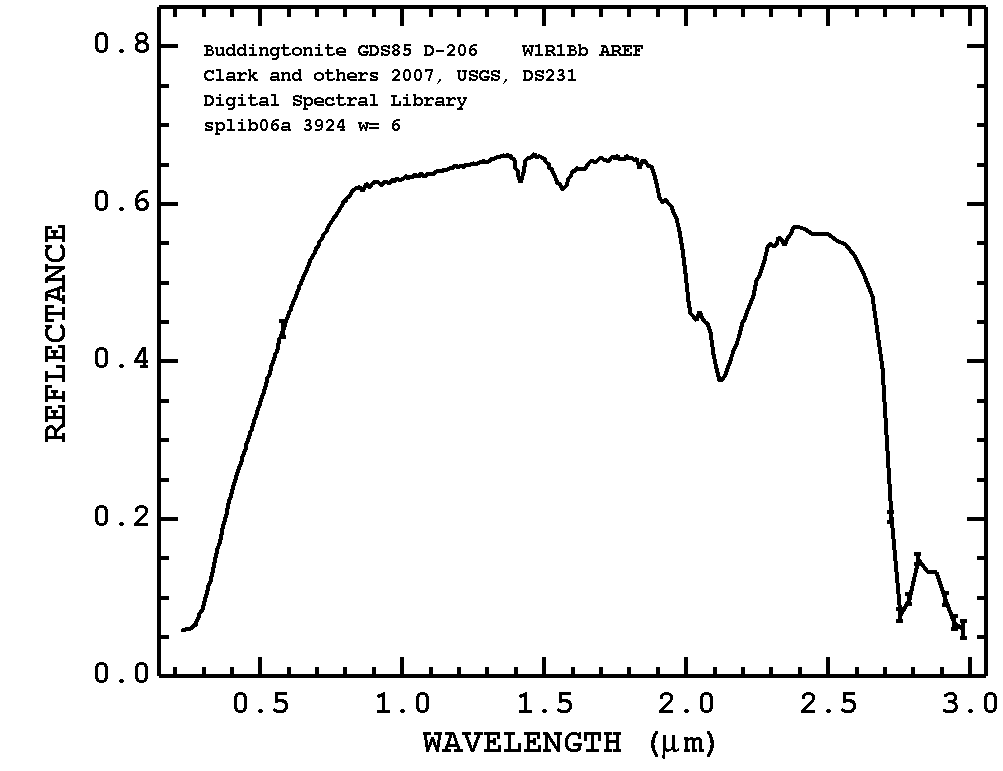 0.8
Buddingtonite GDS85 D-206 W1R1Bb AREF
Clark and others 2007, USGS, DS231
Digital Spectral Library
splib06a 3924 w= 6
0.6
0.4
0.2
0.0
REFLECTANCE
0.5 1.0 1.5 2.0 2.5 3.0
WAVELENGTH (μm)